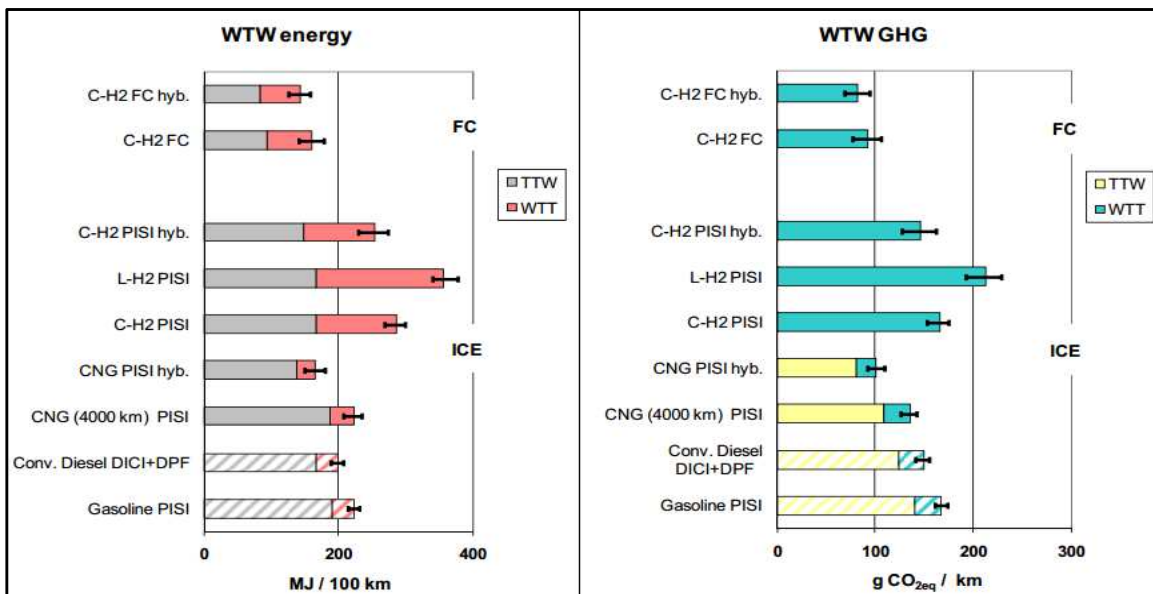 WTW energy
C-H2 FC hyb.
C-H2 FC
FC
TTW
WTT
C-H2 PISI hyb.
L-H2 PISI
C-H2 PISI
ICE
CNG PISI hyb.
CNG (4000 km) PISI
Conv. Diesel DICI+DPF
Gasoline PISI
0
200
400
MJ / 100 km
WTW GHG
C-H2 FC hyb.
C-H2 FC
FC
TTW
WTT
C-H2 PISI hyb.
L-H2 PISI
C-H2 PISI
ICE
CNG PISI hyb.
CNG (4000 km) PISI
Conv. Diesel
DICI+DPF
Gasoline PISI
0
100
200
300
g CO2eq / km